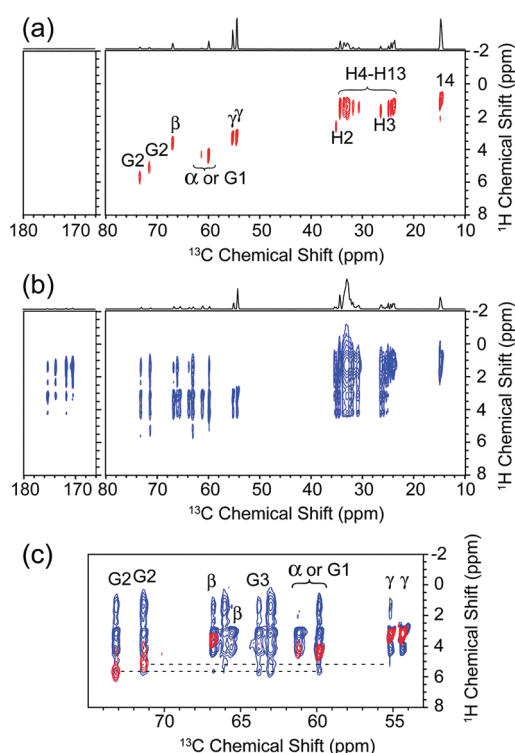 (a)
-2
0
2
4
6
8
1H Chemical Shift (ppm)
H4-H13
14
H2
H3
γ γ
β
G2
G2
α or G1
180 170 80 70 60 50 40 30 20 10
13C Chemical Shift (ppm)
(b)
-2
0
2
4
6
8
1H Chemical Shift (ppm)
180 170 80 70 60 50 40 30 20 10
13C Chemical Shift (ppm)
(c)
-2
0
2
4
6
8
1H Chemical Shift (ppm)
G2 G2 β β G3 α or G1 γ γ
70 65 60 55
13C Chemical Shift (ppm)